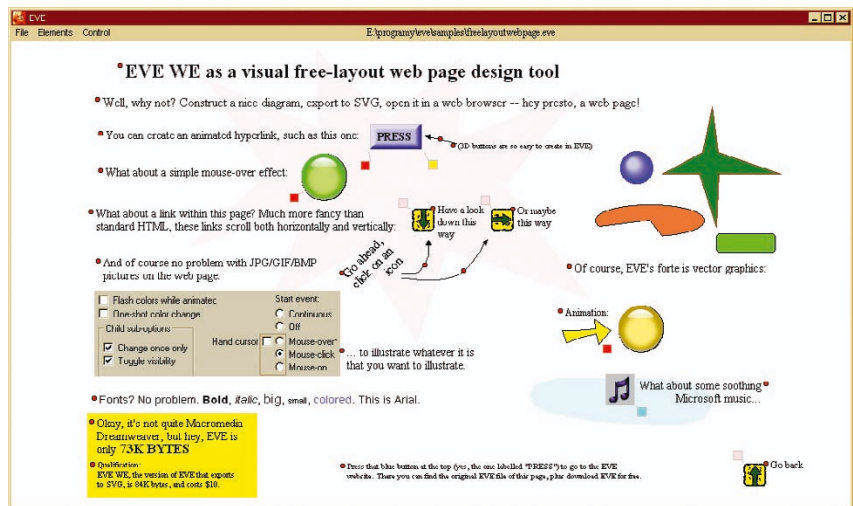 EVE
File Elements Control E:\programy\eve\samples\freelayoutwebpage.eve
EVE WE as a visual free-layout web page design tool
Well, why not? Construct a nice diagram, export to SVG, open it in a web browser -- hey presto, a web page!
You can create an animated hyperlink, such as this one:
PRESS
(3D buttons are so easy to create in EVE)
What about a simple mouse-over effect:
What about a link within this page? Much more fancy than
standard HTML, these links scroll both horizontally and vertically:
Have a look
down this
way
Or maybe
this way
Go ahead,
click on an
icon
And of course no problem with JPG/GIF/BMP
pictures on the web page.
Of course, EVE's forte is vector graphics:
Flash colors while animated
One-shot color change
Child sub-options
Change once only
Toggle visibility
Start event:
Continuous
Off
Hand cursor
Mouse-over
Mouse-click
Mouse-on
... to illustrate whatever it is
that you want to illustrate.
Animation:
What about some soothing
Microsoft music...
Fonts? No problem. Bold, italic, big, small, colored. This is Arial.
Okay, it's not quite Macromedia
Dreamweaver, but hey, EVE is
only 73K BYTES
Qualification:
EVE WE, the version of EVE that exports
to SVG, is 84K bytes, and costs $10.
Press that blue button at the top (yes, the one labelled "PRESS") to go to the EVE
website. There you can find the original EVE file of this page, plus download EVE for free.
Go back